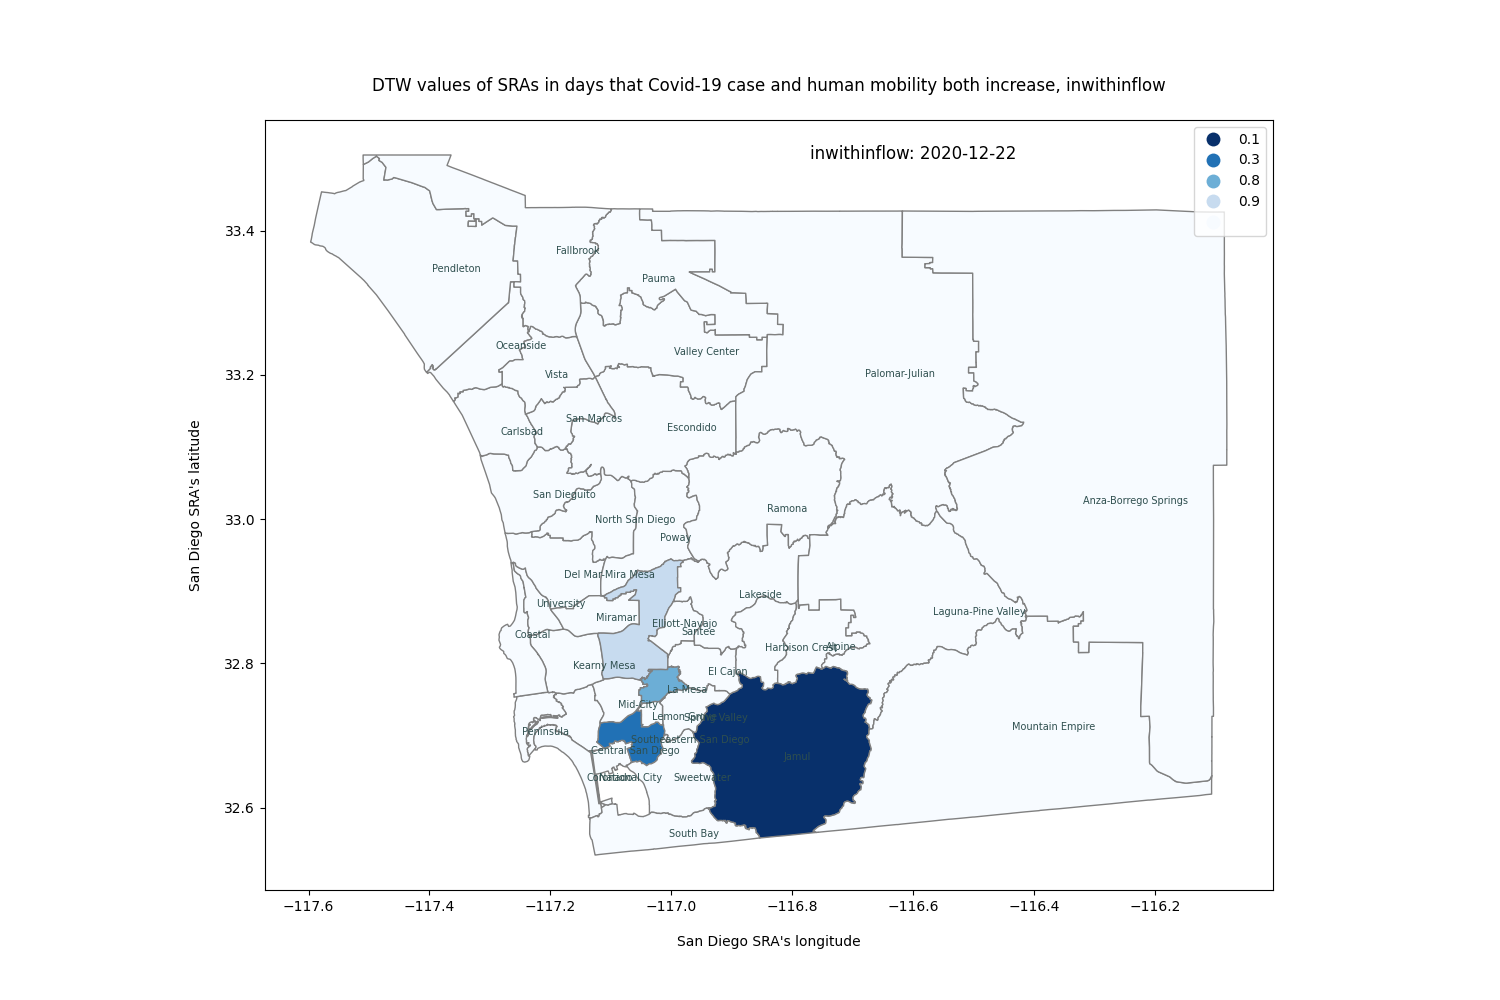 DTW values of SRAs in days that Covid-19 case and human mobility both increase, inwithinflow
inwithinflow: 2020-12-22
0.1
0.3
0.8
0.9
33.4
33.2
33.0
32.8
32.6
San Diego SRA's latitude
Fallbrook
Pendleton
Pauma
Oceanside
Valley Center
Vista
Palomar-Julian
San Marcos
Carlsbad
Escondido
San Dieguito
Anza-Borrego Springs
Ramona
North San Diego
Poway
Del Mar-Mira Mesa
Lakeside
University
Laguna-Pine Valley
Miramar
Elliott-Navajo
Santee
Coastal
Harbison Crest
Alpine
Kearny Mesa
El Cajon
La Mesa
Mid-City
Lemon Grove
Spring Valley
Mountain Empire
Peninsula
Southeastern San Diego
Central San Diego
Jamul
Coronado
National City
Sweetwater
South Bay
−117.6
−117.4
−117.2
−117.0
−116.8
−116.6
−116.4
−116.2
San Diego SRA's longitude